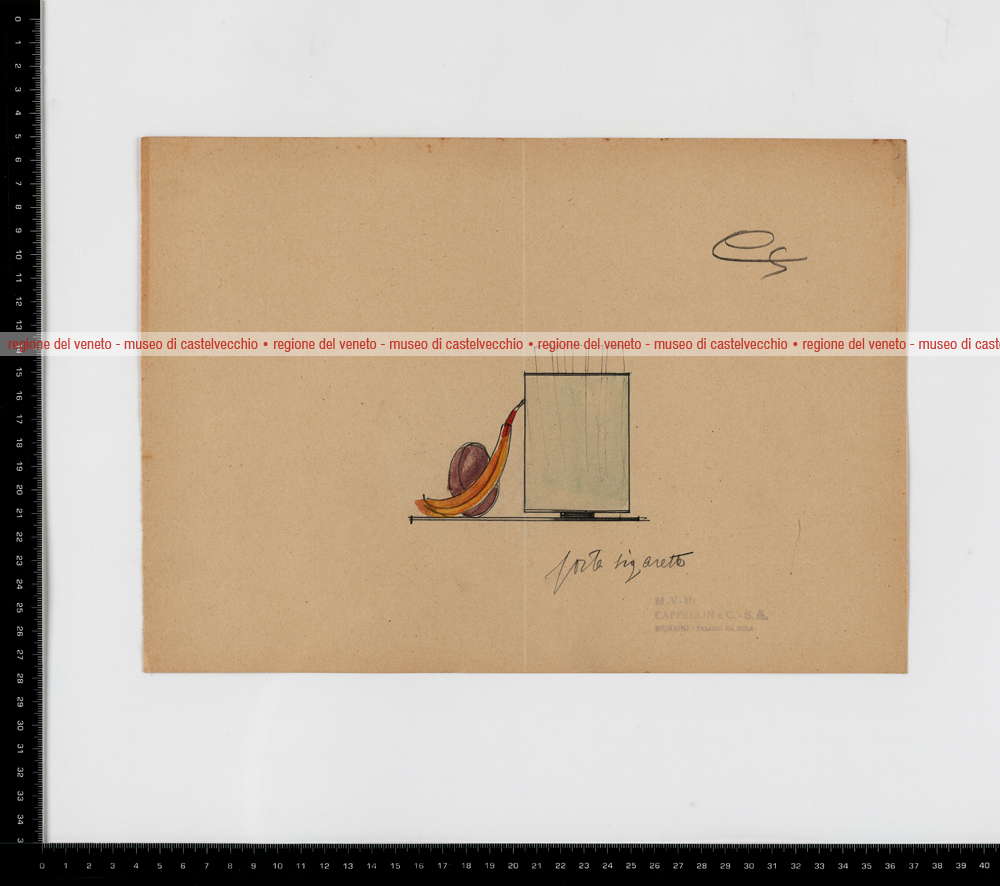 regione del veneto - museo di castelvecchio • regione del veneto - museo di castelvecchio • regione del veneto - museo di castelvecchio • regione del veneto - museo di cast
porta sigarette
M.V.M.
CAPPELLIN & C. - S. A.
MURANO - PALAZZO DA MULA
0 1 2 3 4 5 6 7 8 9 10 11 12 13 14 15 16 17 18 19 20 21 22 23 24 25 26 27 28 29 30 31 32 33 34 3
0 1 2 3 4 5 6 7 8 9 10 11 12 13 14 15 16 17 18 19 20 21 22 23 24 25 26 27 28 29 30 31 32 33 34 35 36 37 38 39 40